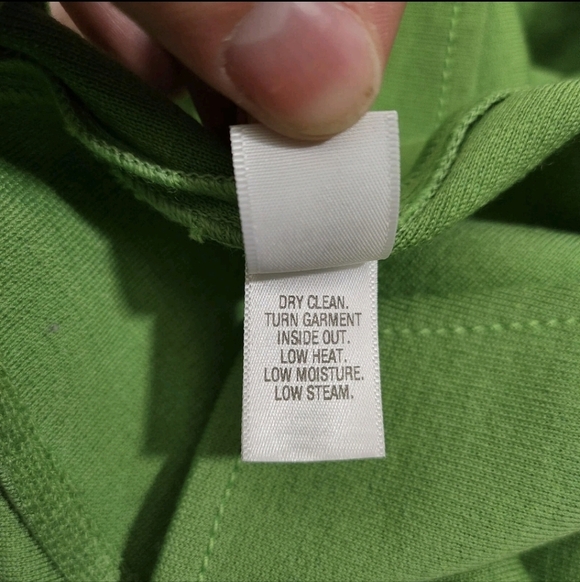 DRY CLEAN.
TURN GARMENT
INSIDE OUT.
LOW HEAT.
LOW MOISTURE.
LOW STEAM.